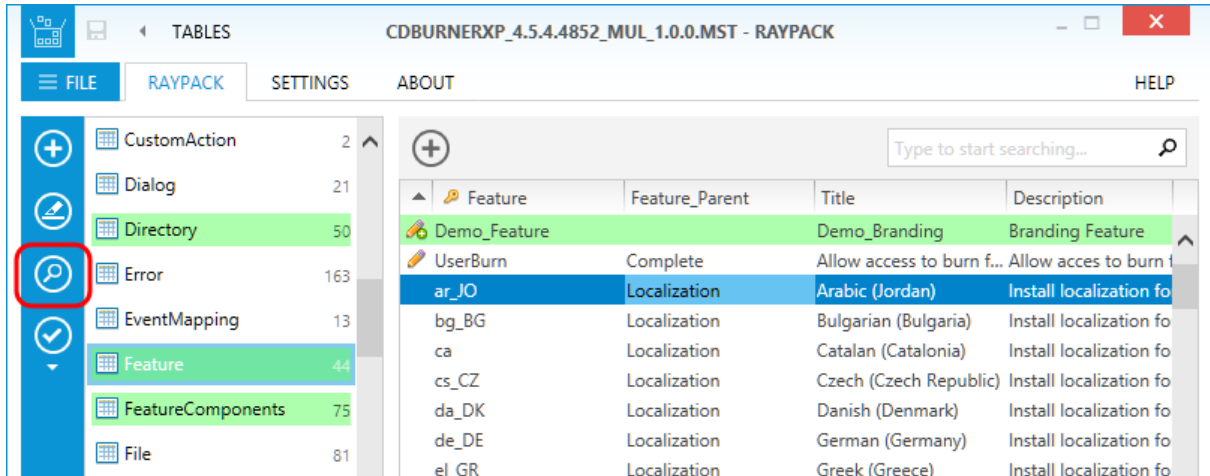 TABLES CDBURNERXP_4.5.4.4852_MUL_1.0.0.MST - RAYPACK
FILE RAYPACK SETTINGS ABOUT HELP
CustomAction 2
Dialog 21
Directory 50
Error 163
EventMapping 13
Feature 44
FeatureComponents 75
File 81
Type to start searching...
Feature Feature_Parent Title Description
Demo_Feature Demo_Branding Branding Feature
UserBurn Complete Allow access to burn f... Allow acces to burn
ar_JO Localization Arabic (Jordan) Install localization fo
bg_BG Localization Bulgarian (Bulgaria) Install localization fo
ca Localization Catalan (Catalonia) Install localization fo
cs_CZ Localization Czech (Czech Republic) Install localization fo
da_DK Localization Danish (Denmark) Install localization fo
de_DE Localization German (Germany) Install localization fo
el_GR Localization Greek (Greece) Install localization fo